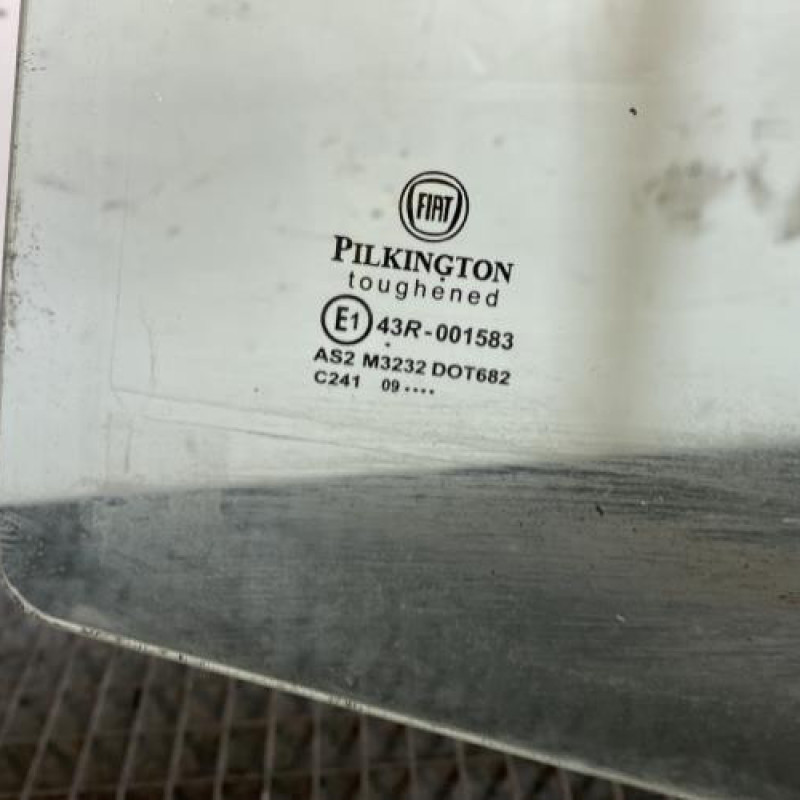 FIAT
PILKINGTON
toughened
E1 43R-001583
AS2 M3232 DOT682
C241 09 ....